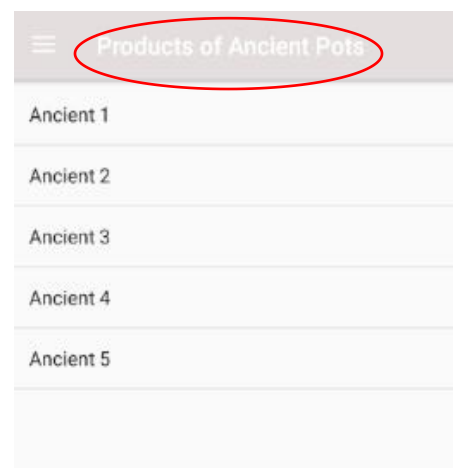 Products of Ancient Pots
Ancient 1
Ancient 2
Ancient 3
Ancient 4
Ancient 5